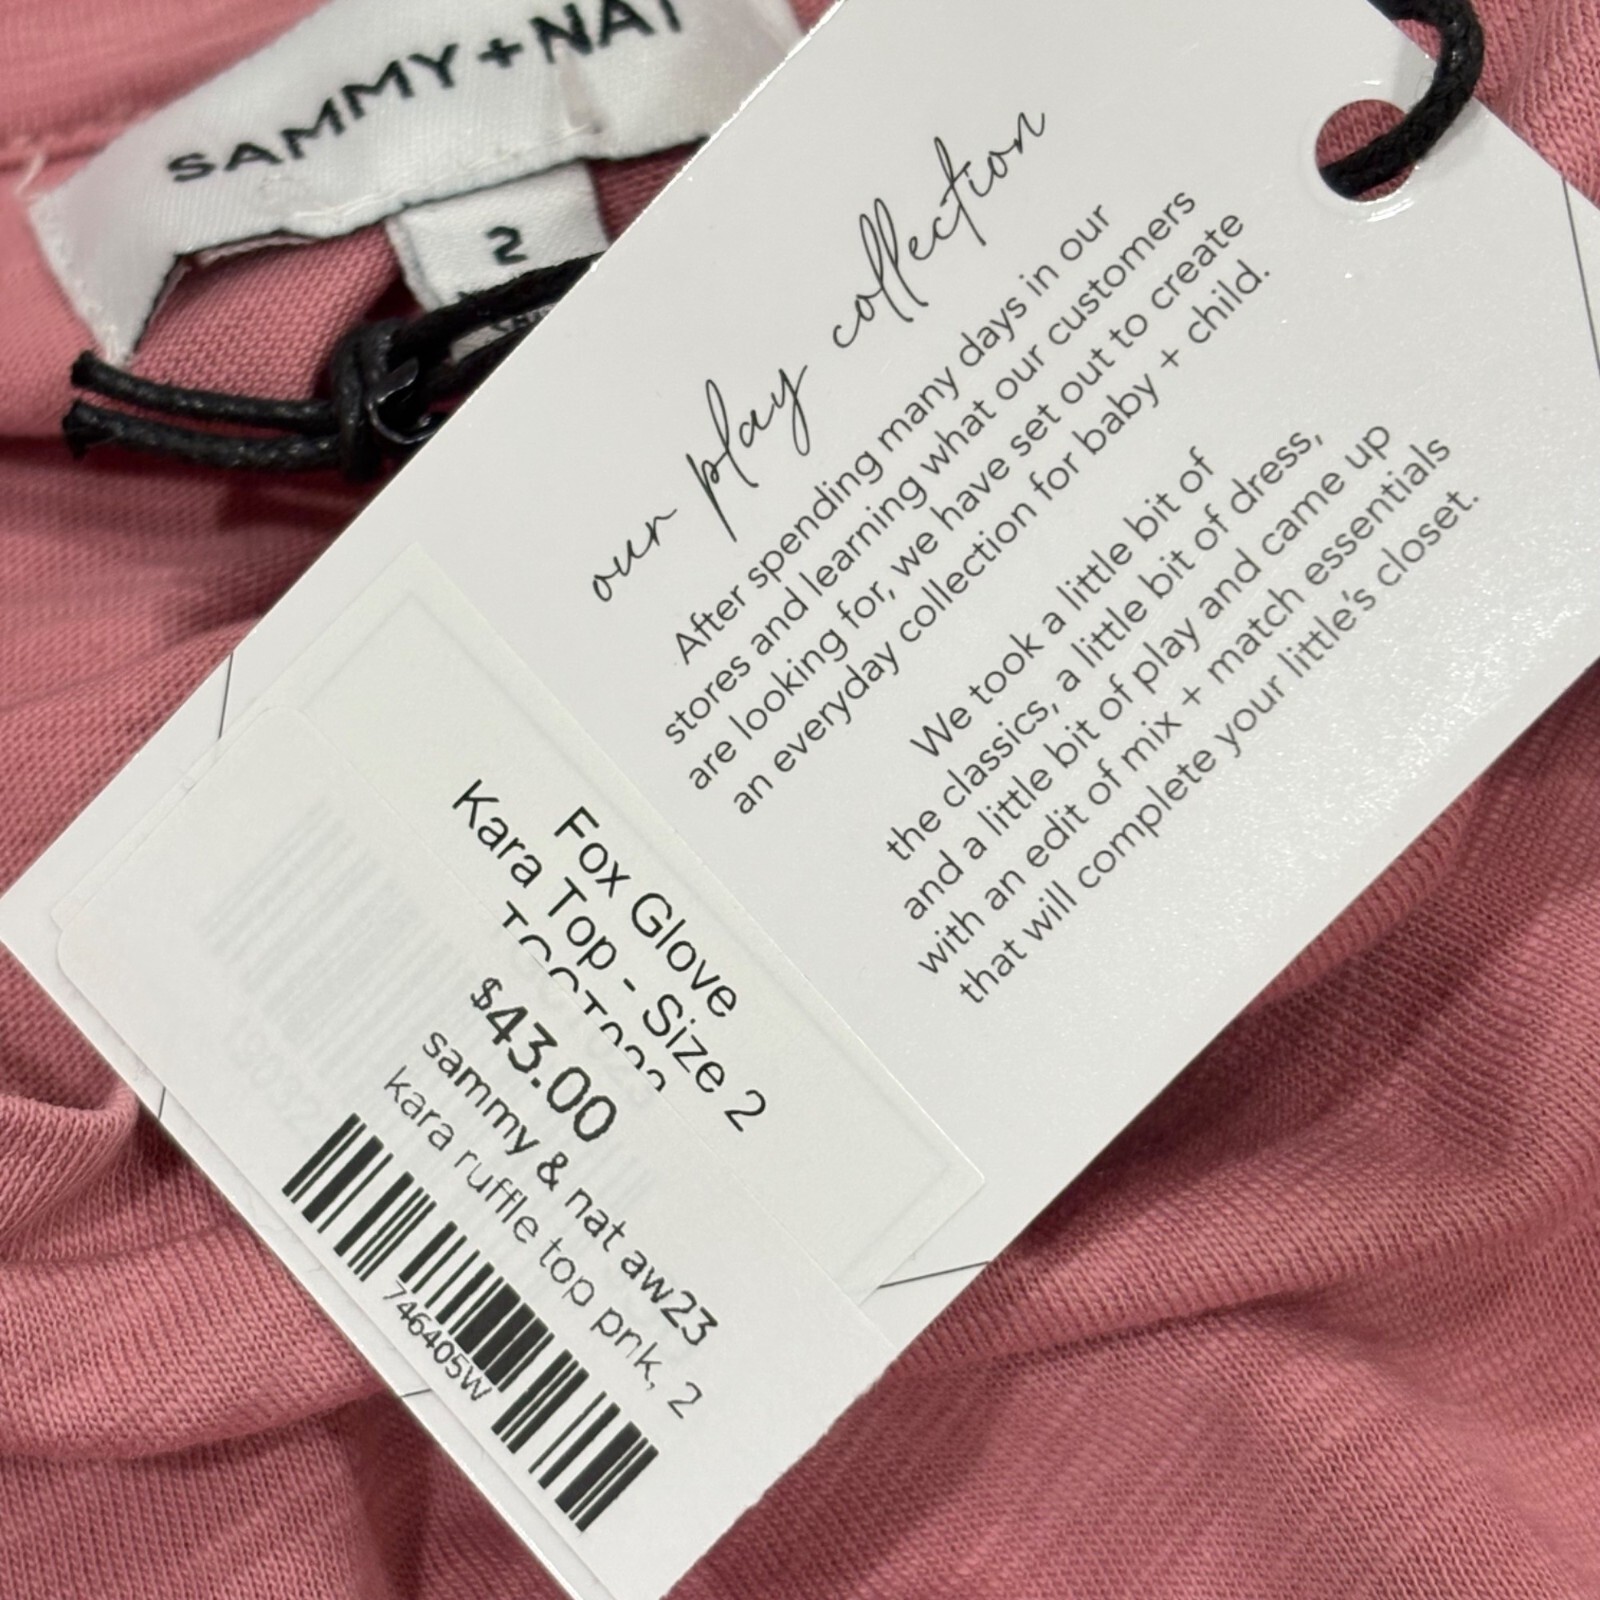 SAMMY + NAT
2
our play collection
After spending many days in our
stores and learning what our customers
are looking for, we have set out to create
an everyday collection for baby + child.
We took a little bit of
the classics, a little bit of dress,
and a little bit of play and came up
with an edit of mix + match essentials
that will complete your little's closet.
Fox Glove
Kara Top - Size 2
$43.00
sammy & nat aw23
kara ruffle top pnk, 2
746405W